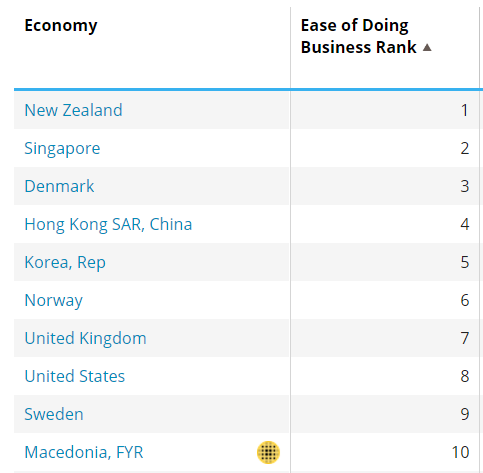 Economy
Ease of Doing
Business Rank ▲
New Zealand 1
Singapore 2
Denmark 3
Hong Kong SAR, China 4
Korea, Rep 5
Norway 6
United Kingdom 7
United States 8
Sweden 9
Macedonia, FYR 10